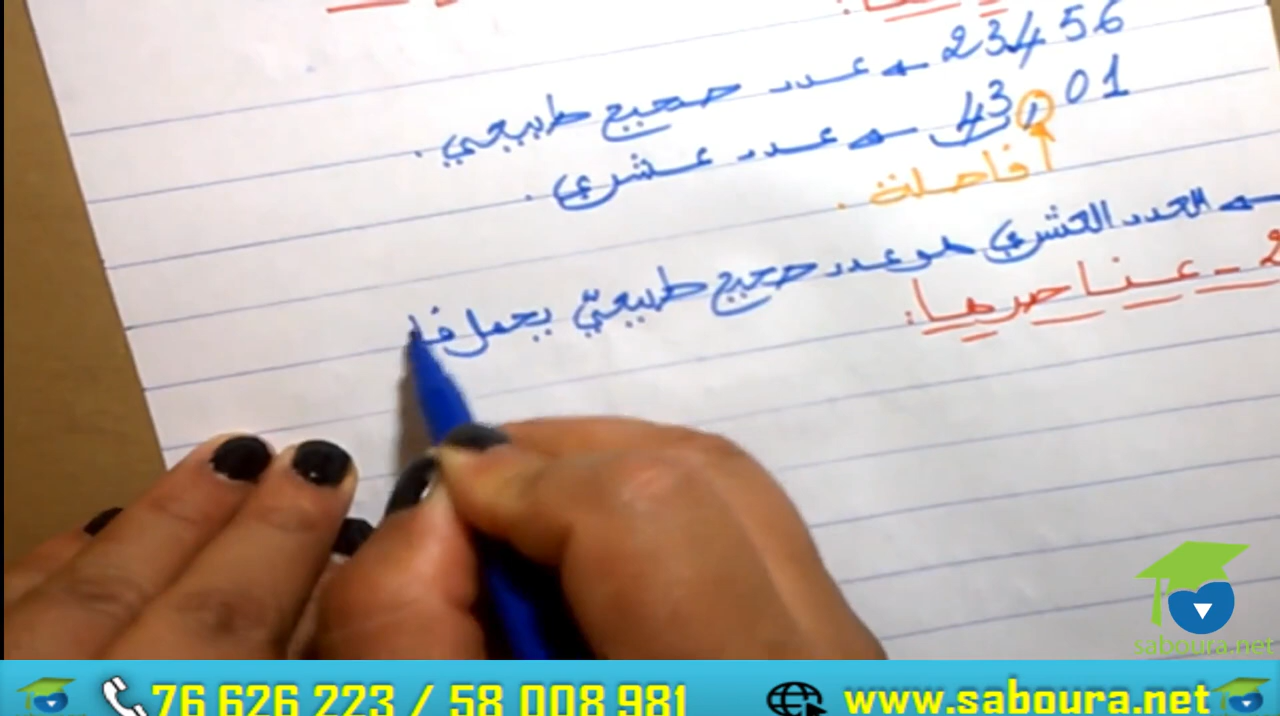 23456 ← عدد صحيح طبيعي .
43,01 ← عدد عشري .
فاصلة .
← العدد العشري هو عدد صحيح طبيعيّ يحمل فا
2 - عناصرها :
saboura.net
76 626 223 / 58 008 981
www.saboura.net